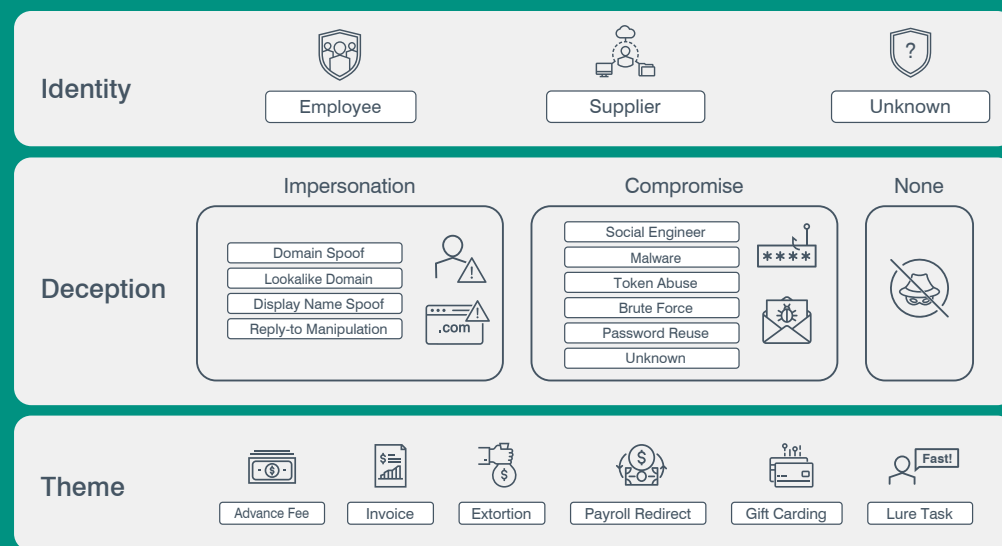 Identity
?
Employee
Supplier
Unknown
Deception
Impersonation
Domain Spoof
Lookalike Domain
Display Name Spoof
Reply-to Manipulation
!
!
.com
Compromise
Social Engineer
Malware
Token Abuse
Brute Force
Password Reuse
Unknown
****
None
Theme
$
Advance Fee
$
Invoice
$
Extortion
$
Payroll Redirect
Gift Carding
Fast!
Lure Task